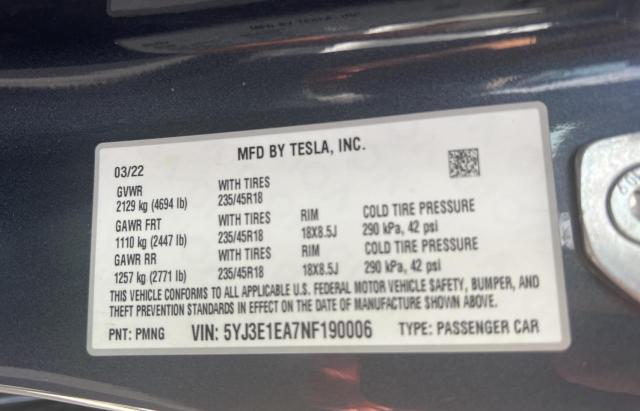 MFD BY TESLA, INC.
03/22
GVWR WITH TIRES
2129 kg (4694 lb) 235/45R18
GAWR FRT WITH TIRES RIM COLD TIRE PRESSURE
1110 kg (2447 lb) 235/45R18 18X8.5J 290 kPa, 42 psi
GAWR RR WITH TIRES RIM COLD TIRE PRESSURE
1257 kg (2771 lb) 235/45R18 18X8.5J 290 kPa, 42 psi
THIS VEHICLE CONFORMS TO ALL APPLICABLE U.S. FEDERAL MOTOR VEHICLE SAFETY, BUMPER, AND
THEFT PREVENTION STANDARDS IN EFFECT ON THE DATE OF MANUFACTURE SHOWN ABOVE.
PNT: PMNG VIN: 5YJ3E1EA7NF190006 TYPE: PASSENGER CAR